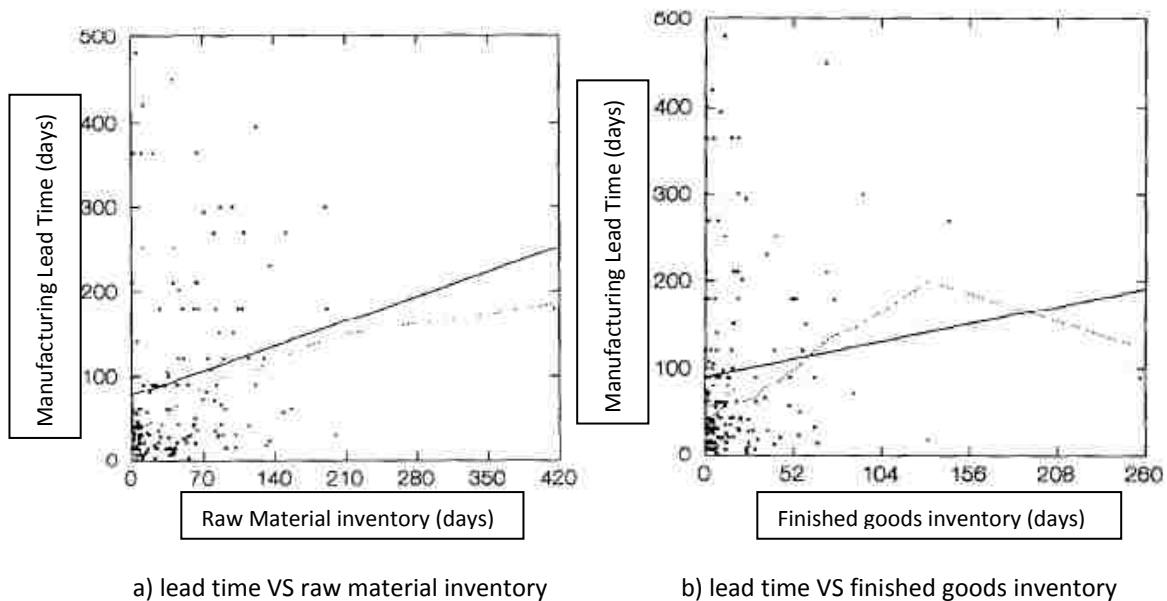 500
400
300
200
100
0
0 70 140 210 280 350 420
Manufacturing Lead Time (days)
Raw Material inventory (days)
500
400
300
200
100
0
0 52 104 156 208 260
Manufacturing Lead Time (days)
Finished goods inventory (days)
a) lead time VS raw material inventory
b) lead time VS finished goods inventory